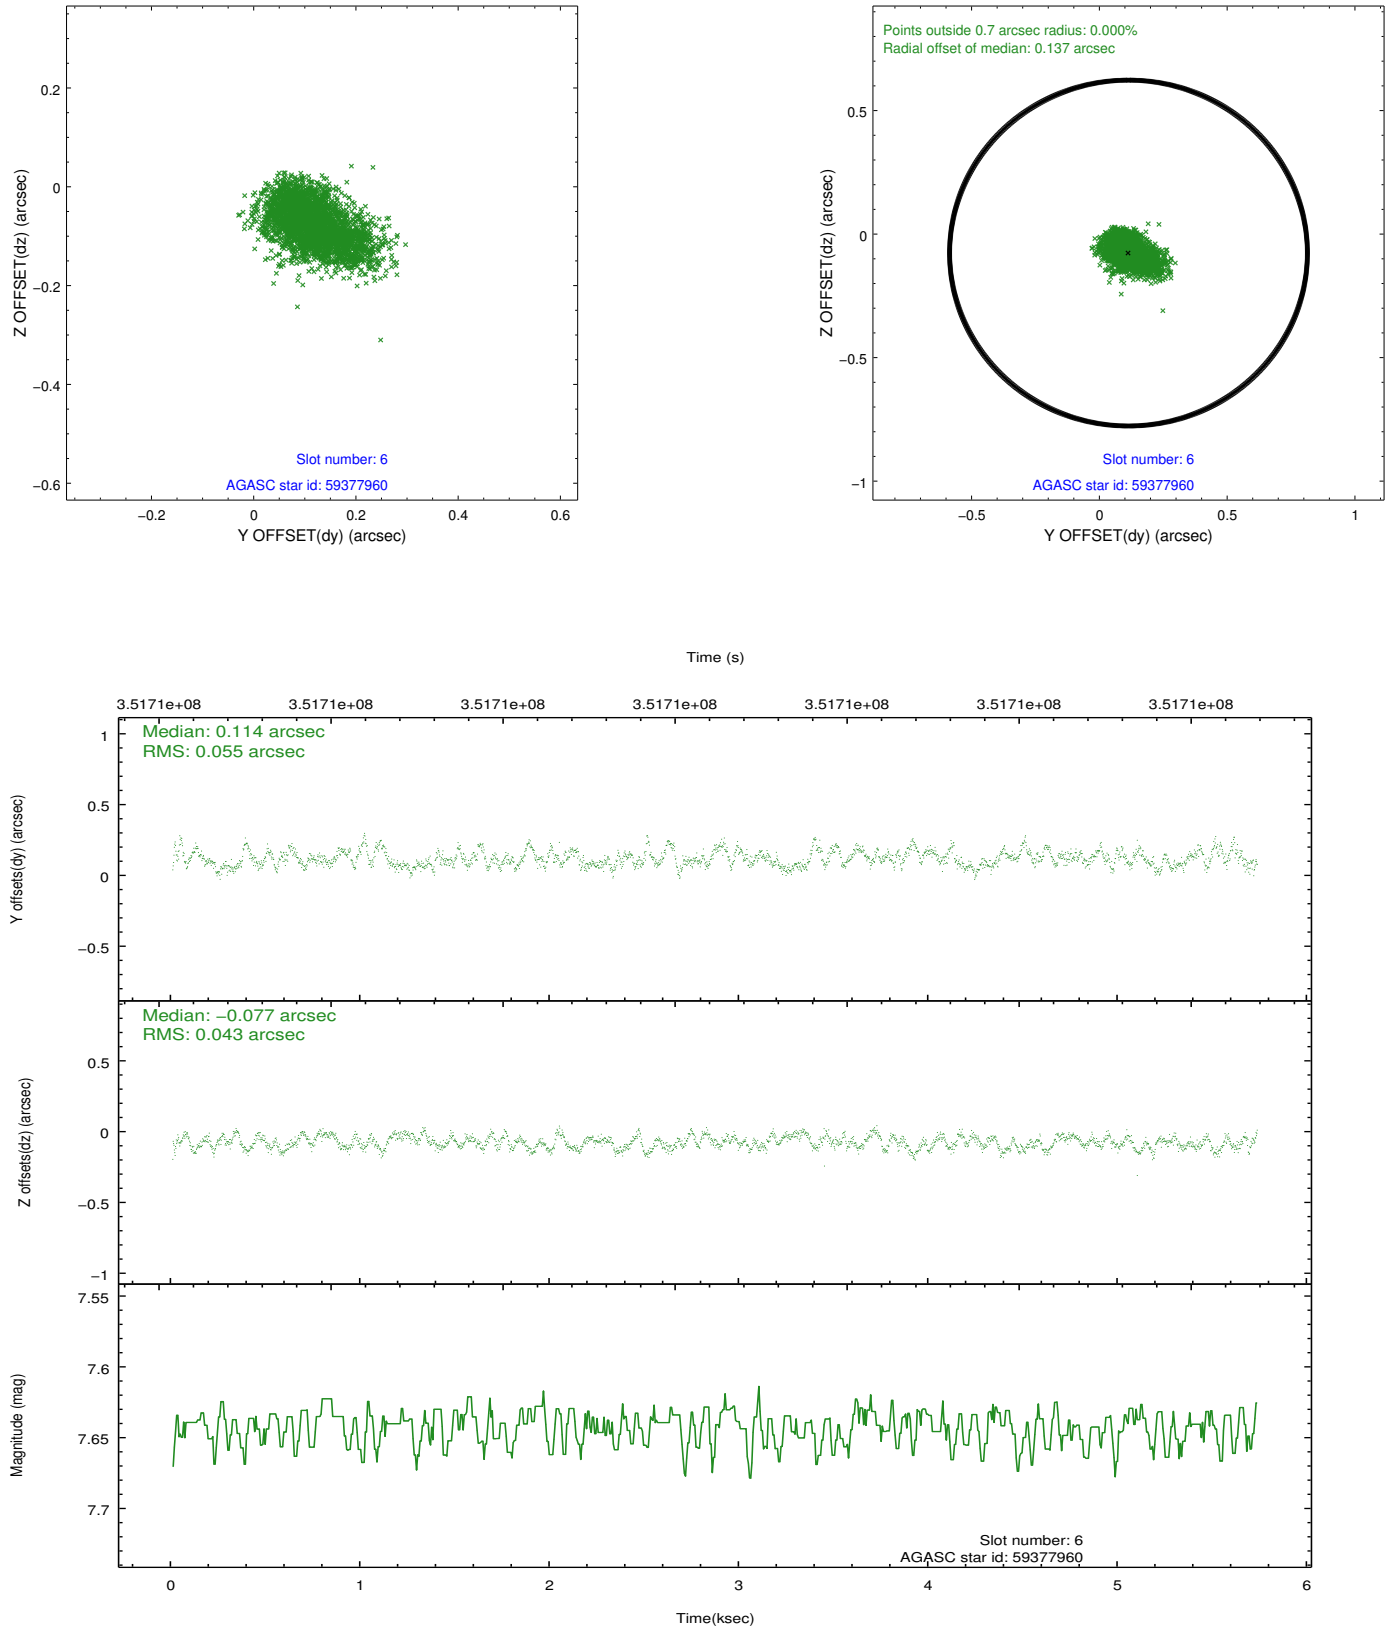 0.2
0
−0.2
−0.4
−0.6
−0.2
0
0.2
0.4
0.6
Z OFFSET(dz) (arcsec)
Y OFFSET(dy) (arcsec)
Slot number: 6
AGASC star id: 59377960
Points outside 0.7 arcsec radius: 0.000%
Radial offset of median: 0.137 arcsec
0.5
0
−0.5
−1
−0.5
0
0.5
1
Z OFFSET(dz) (arcsec)
Y OFFSET(dy) (arcsec)
Slot number: 6
AGASC star id: 59377960
Time (s)
3.5171e+08
3.5171e+08
3.5171e+08
3.5171e+08
3.5171e+08
3.5171e+08
3.5171e+08
Median: 0.114 arcsec
RMS: 0.055 arcsec
1
0.5
0
−0.5
Y offsets(dy) (arcsec)
Median: −0.077 arcsec
RMS: 0.043 arcsec
0.5
0
−0.5
−1
Z offsets(dz) (arcsec)
7.55
7.6
7.65
7.7
Magnitude (mag)
Slot number: 6
AGASC star id: 59377960
0
1
2
3
4
5
6
Time(ksec)